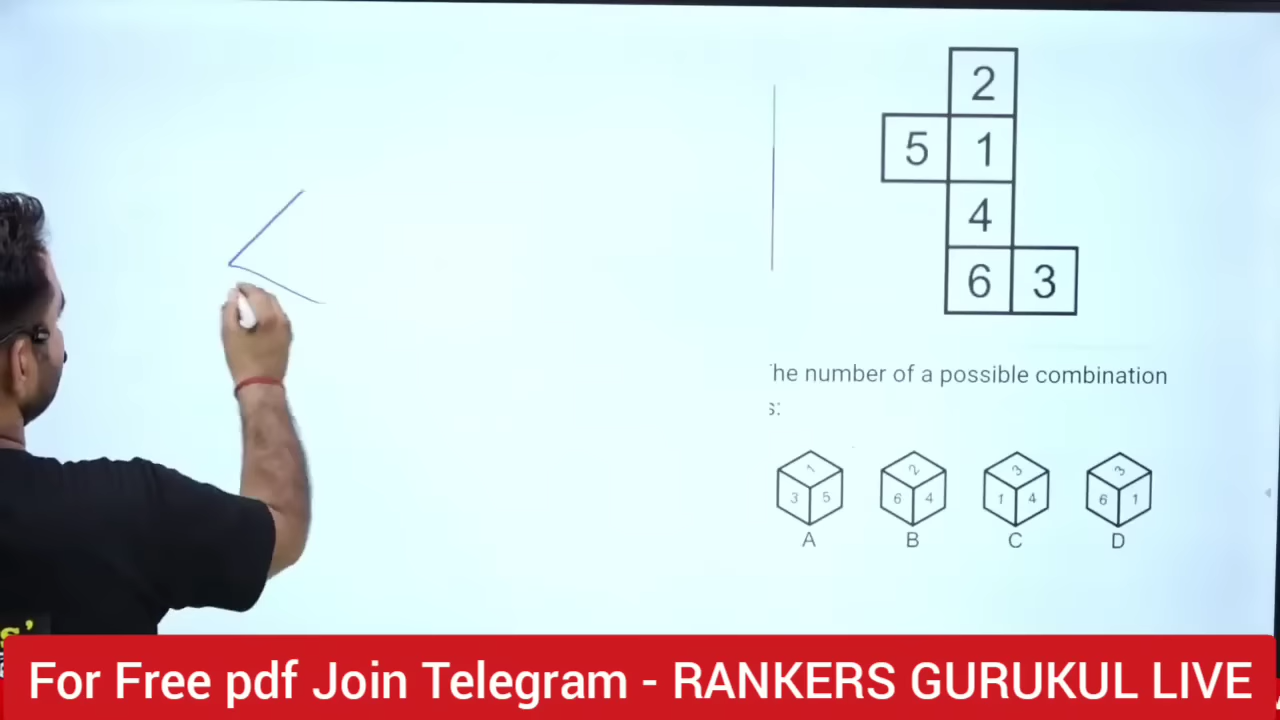 2
5 1
4
6 3
he number of a possible combination
s:
1 3 5
2 6 4
3 1 4
3 6 1
A B C D
s’
For Free pdf Join Telegram - RANKERS GURUKUL LIVE